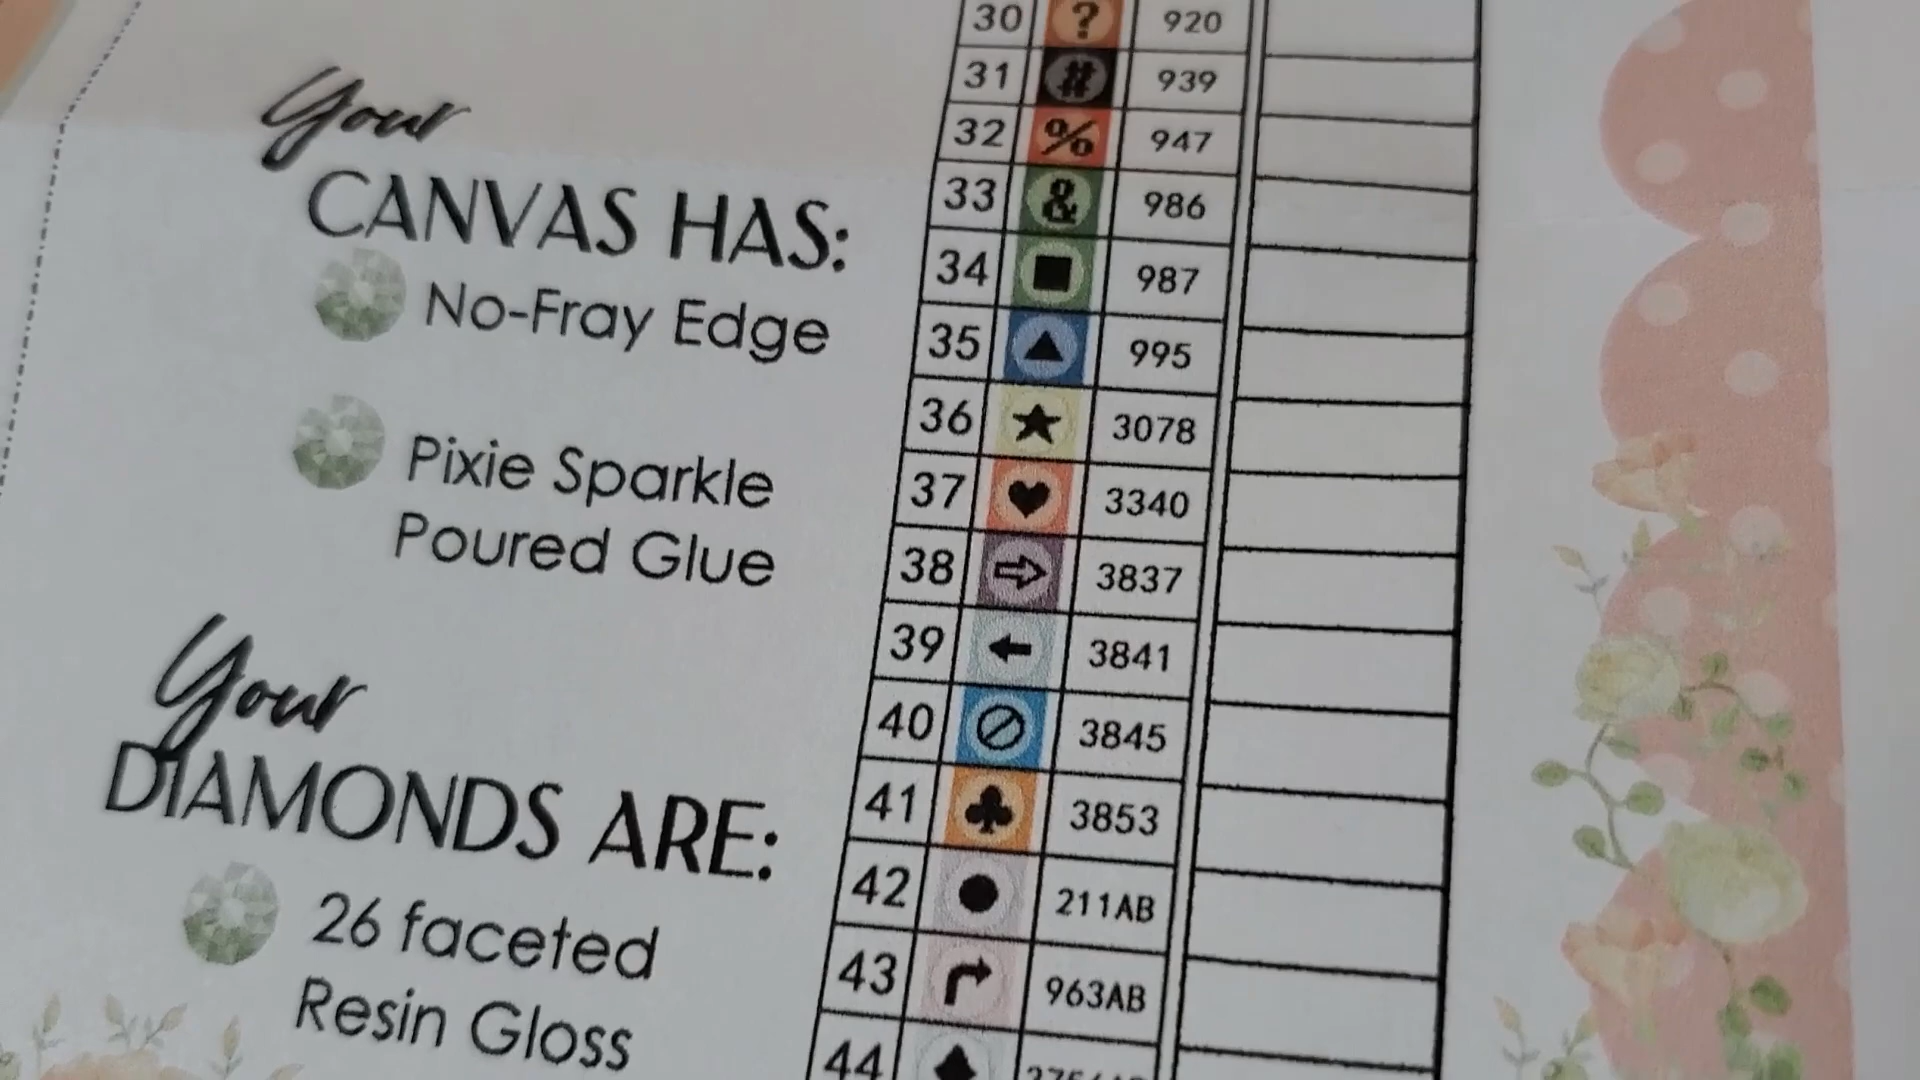 Your
CANVAS HAS:
No-Fray Edge
Pixie Sparkle
Poured Glue
Your
DIAMONDS ARE:
26 faceted
Resin Gloss
30 ? 920
31 # 939
32 % 947
33 & 986
34 ■ 987
35 ▲ 995
36 ★ 3078
37 ♥ 3340
38 ⇨ 3837
39 ← 3841
40 ⊘ 3845
41 ♣ 3853
42 ● 211AB
43 ↱ 963AB
44